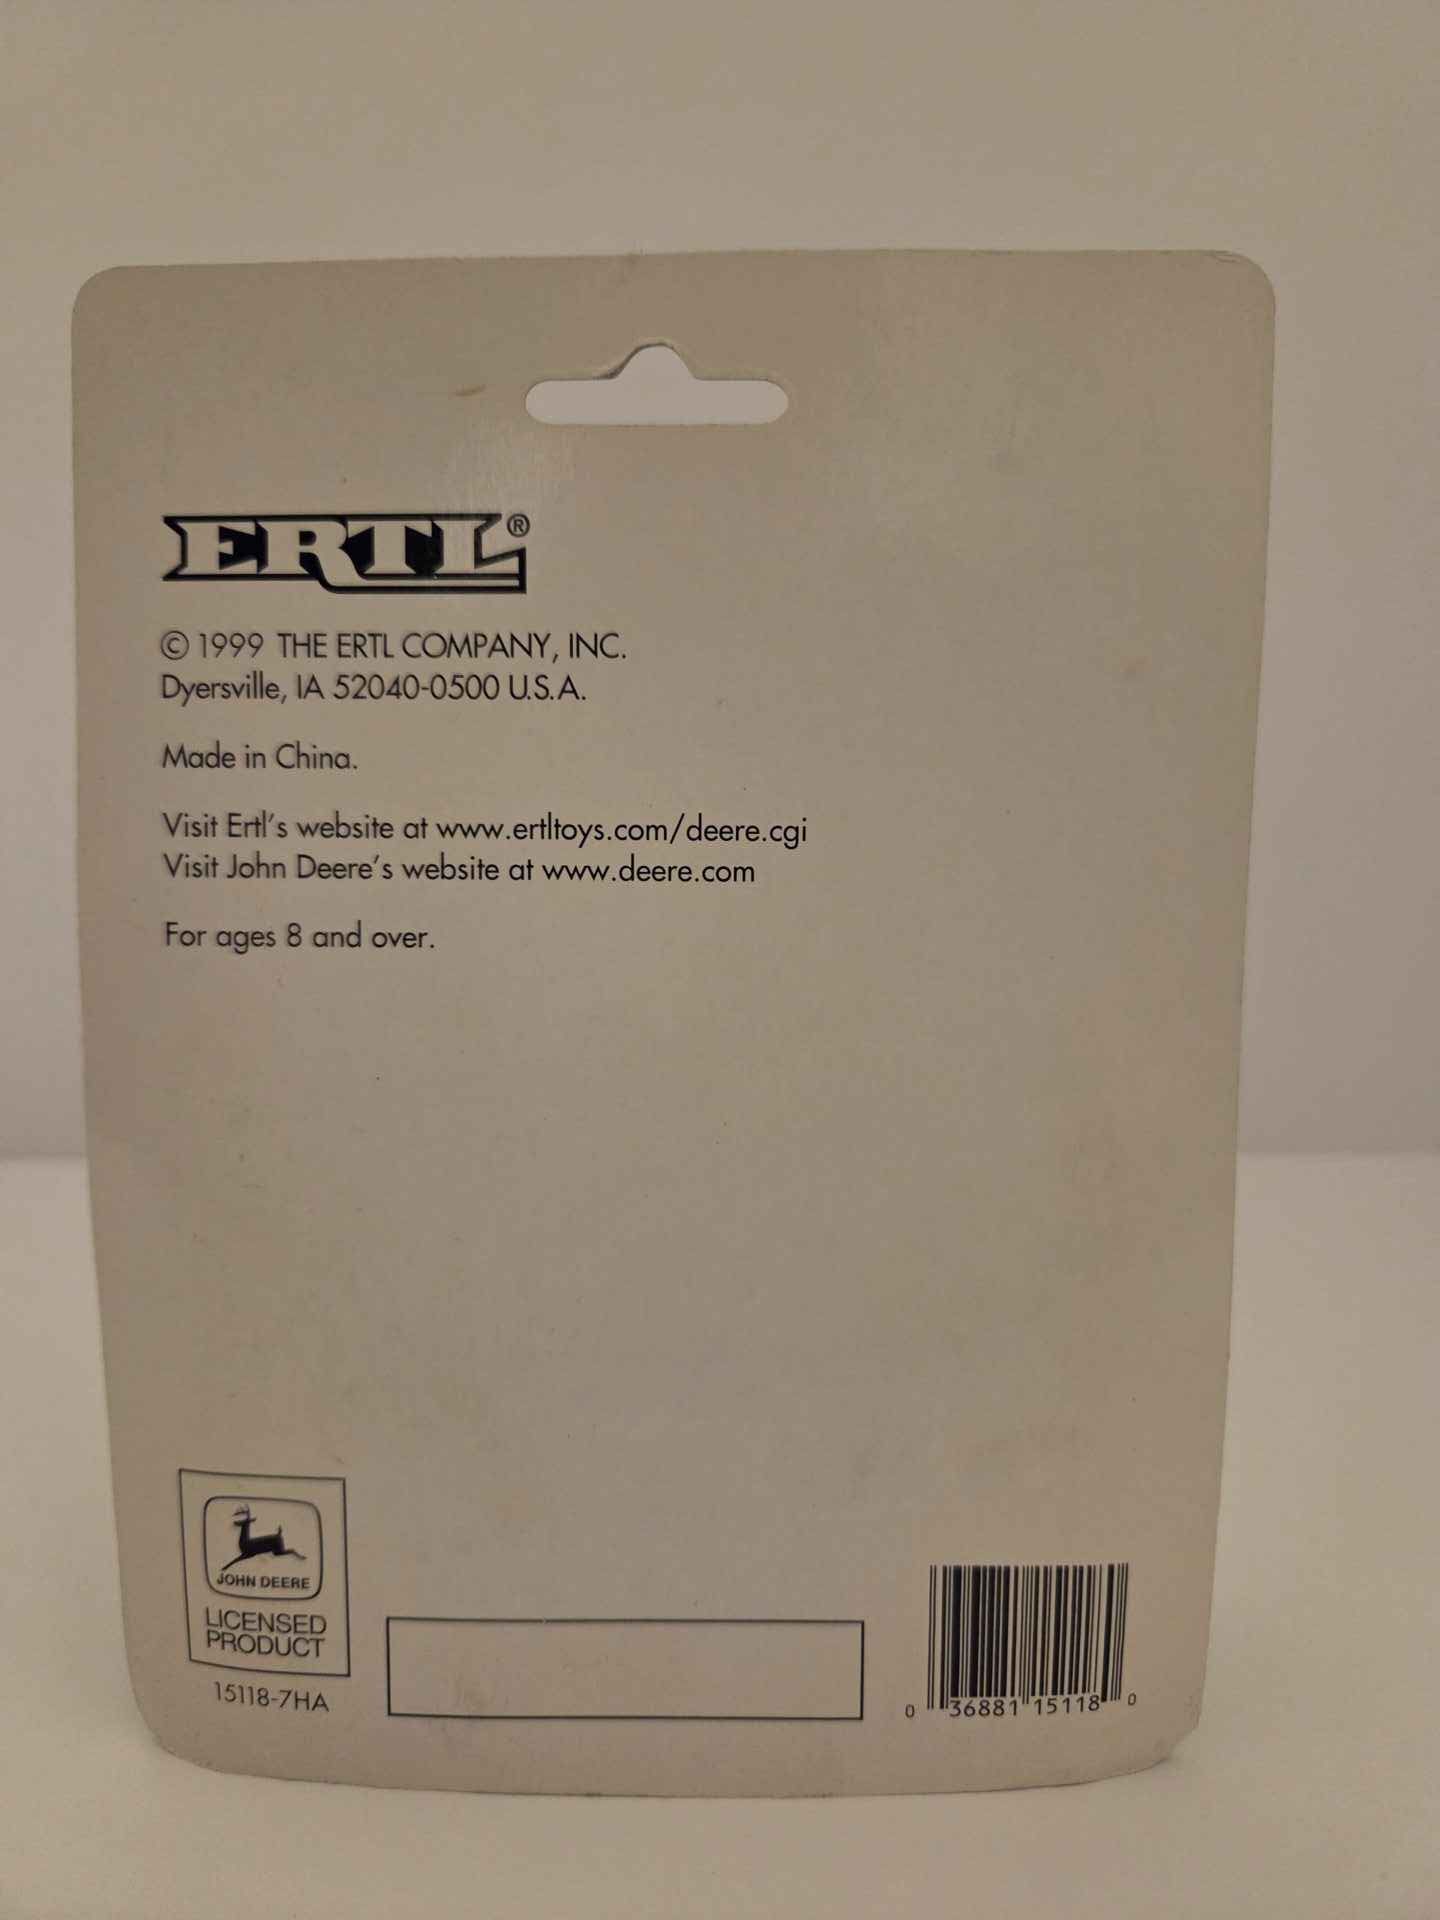 ERTL®
© 1999 THE ERTL COMPANY, INC.
Dyersville, IA 52040-0500 U.S.A.
Made in China.
Visit Ertl's website at www.ertltoys.com/deere.cgi
Visit John Deere's website at www.deere.com
For ages 8 and over.
JOHN DEERE
LICENSED
PRODUCT
15118-7HA
0 36881 15118 0